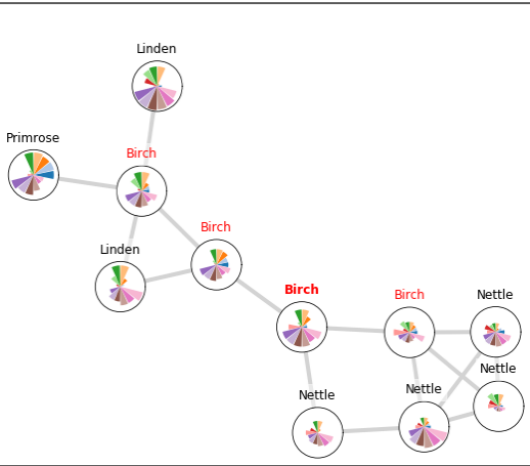 Linden
Primrose
Birch
Birch
Linden
Birch
Birch
Nettle
Nettle
Nettle
Nettle